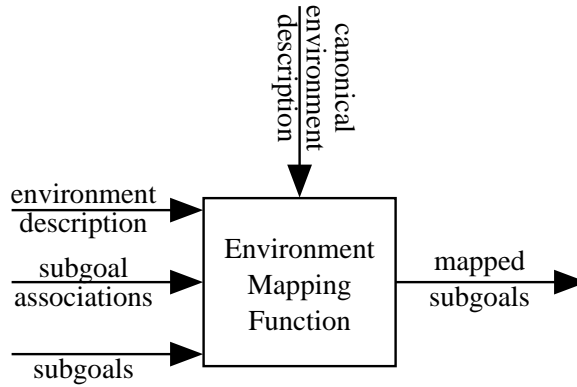 canonical
environment
description
environment
description
subgoal
associations
subgoals
Environment
Mapping
Function
mapped
subgoals